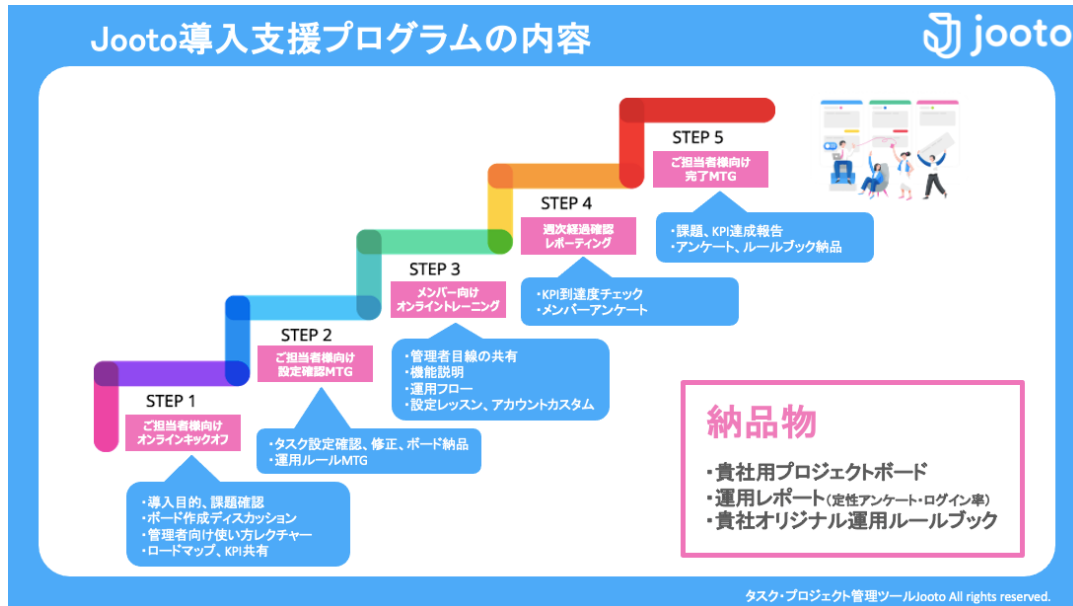 Jooto導入支援プログラムの内容
jooto
STEP 1
ご担当者様向け
オンラインキックオフ
・導入目的、課題確認
・ボード作成ディスカッション
・管理者向け使い方レクチャー
・ロードマップ、KPI共有
STEP 2
ご担当者様向け
設定確認MTG
・タスク設定確認、修正、ボード納品
・運用ルールMTG
STEP 3
メンバー向け
オンライントレーニング
・管理者目線の共有
・機能説明
・運用フロー
・設定レッスン、アカウントカスタム
STEP 4
週次経過確認
レポーティング
・KPI到達度チェック
・メンバーアンケート
STEP 5
ご担当者様向け
完了MTG
・課題、KPI達成報告
・アンケート、ルールブック納品
納品物
・貴社用プロジェクトボード
・運用レポート(定性アンケート・ログイン率)
・貴社オリジナル運用ルールブック
タスク・プロジェクト管理ツールJooto All rights reserved.